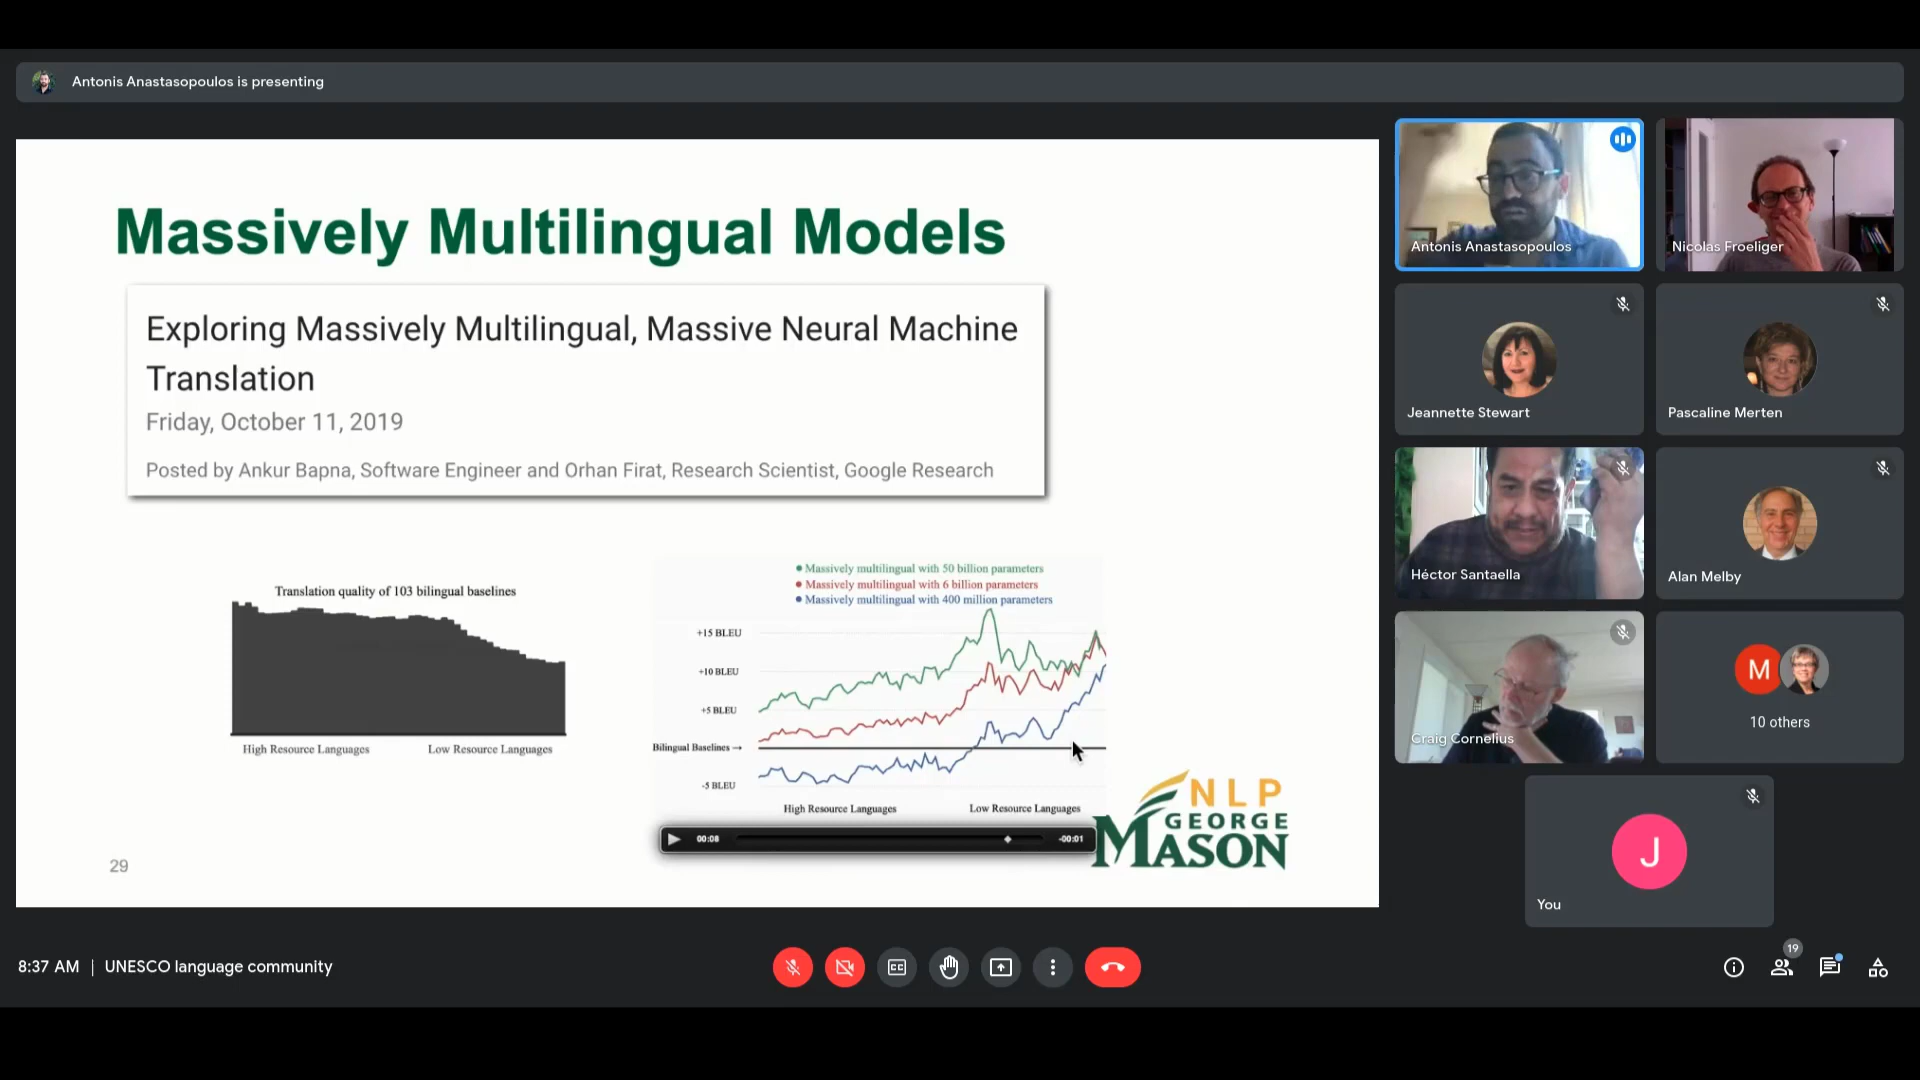 Antonis Anastasopoulos is presenting
Massively Multilingual Models
Exploring Massively Multilingual, Massive Neural Machine
Translation
Friday, October 11, 2019
Posted by Ankur Bapna, Software Engineer and Orhan Firat, Research Scientist, Google Research
Translation quality of 103 bilingual baselines
High Resource Languages
Low Resource Languages
Massively multilingual with 50 billion parameters
Massively multilingual with 6 billion parameters
Massively multilingual with 400 million parameters
+15 BLEU
+10 BLEU
+5 BLEU
Bilingual Baselines →
-5 BLEU
High Resource Languages
Low Resource Languages
00:08
-00:01
NLP
GEORGE
MASON
29
Antonis Anastasopoulos
Nicolas Froeliger
Jeannette Stewart
Pascaline Merten
Héctor Santaella
Alan Melby
Craig Cornelius
M
10 others
J
You
8:37 AM | UNESCO language community
19